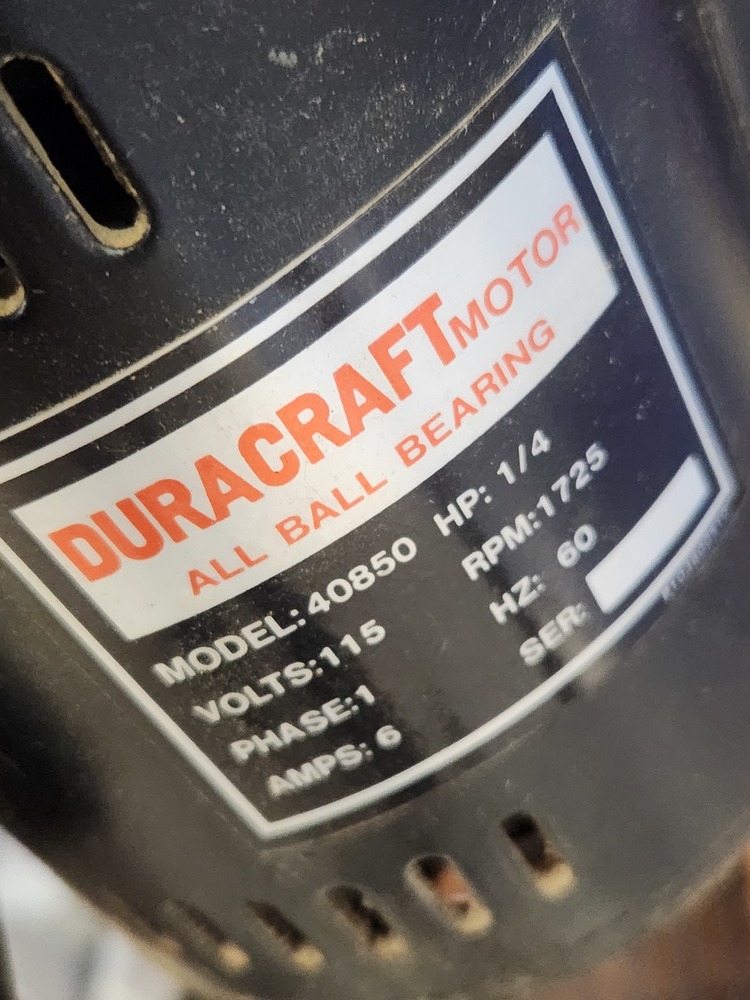 DURACRAFT MOTOR
ALL BALL BEARING
MODEL: 40850 HP: 1/4
VOLTS: 115 RPM: 1725
PHASE: 1 HZ: 60
AMPS: 6 SER: